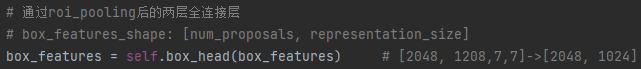 # 通过roi_pooling后的两层全连接层
# box_features_shape: [num_proposals, representation_size]
box_features = self.box_head(box_features)    # [2048, 1208,7,7]->[2048, 1024]